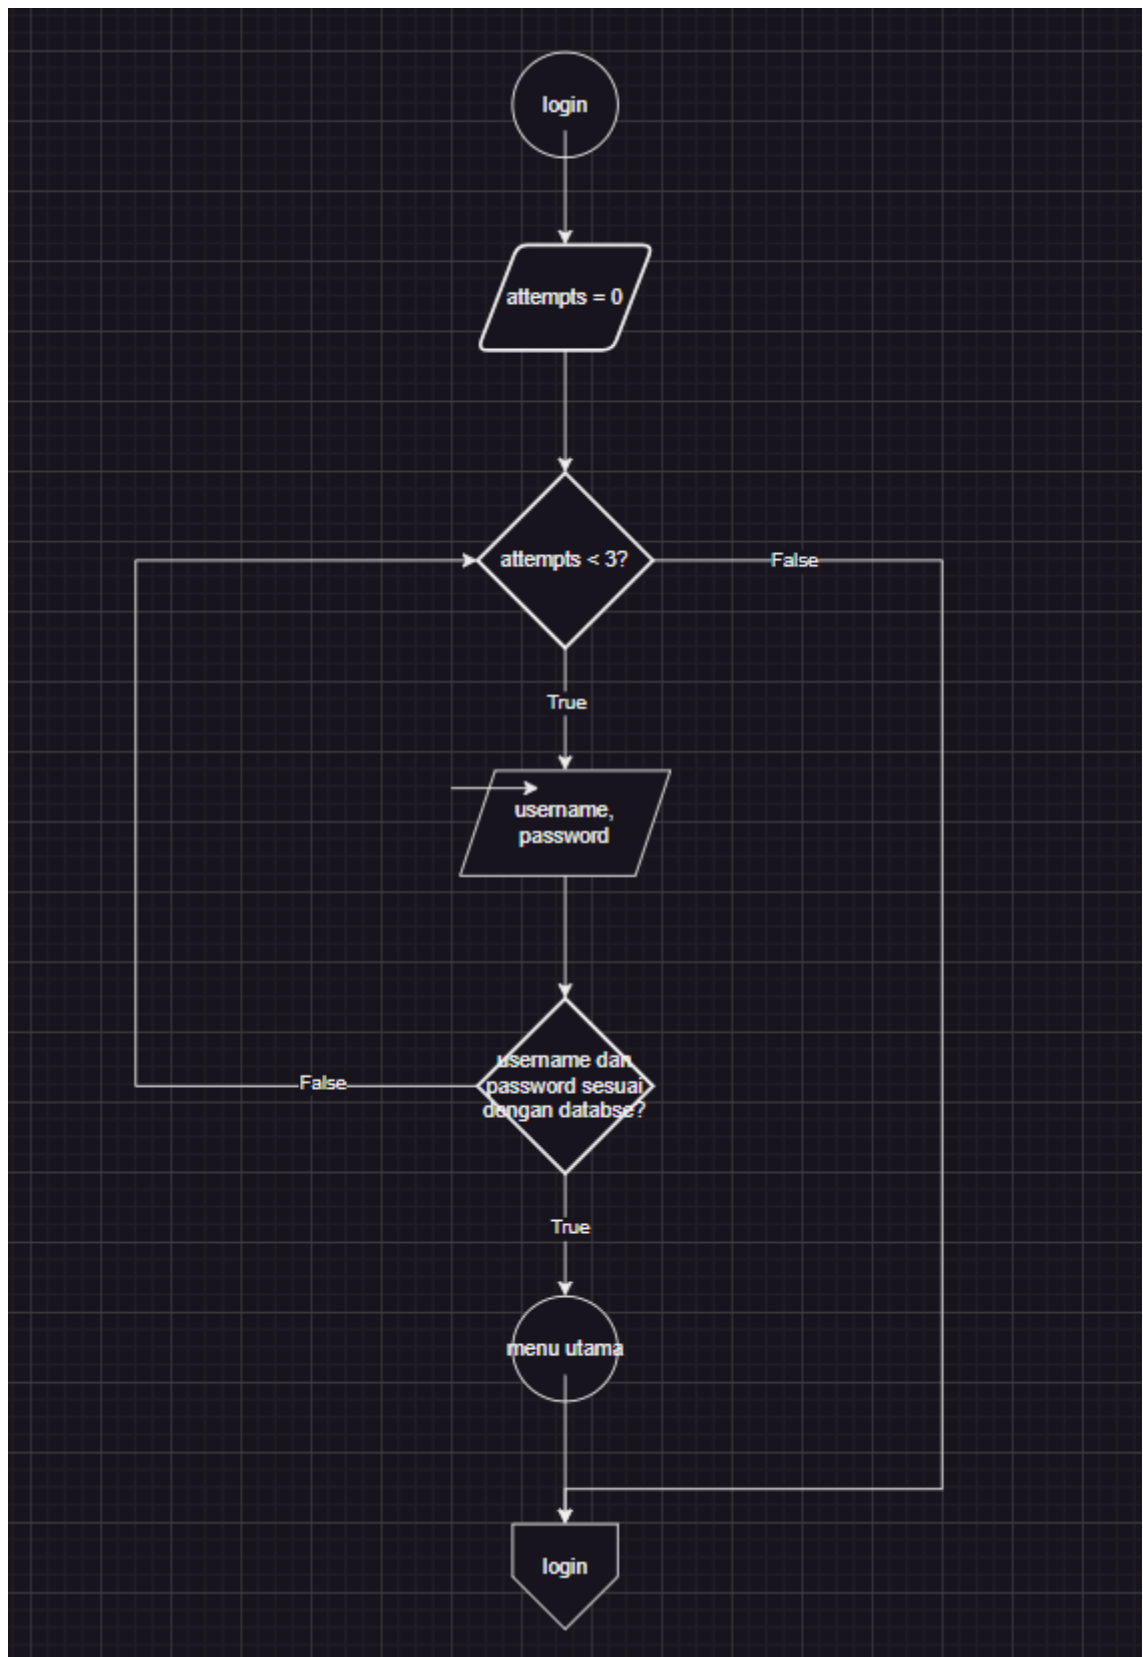 login
attempts = 0
attempts < 3?
False
True
username,
password
username dan
password sesuai
dengan databse?
False
True
menu utama
login